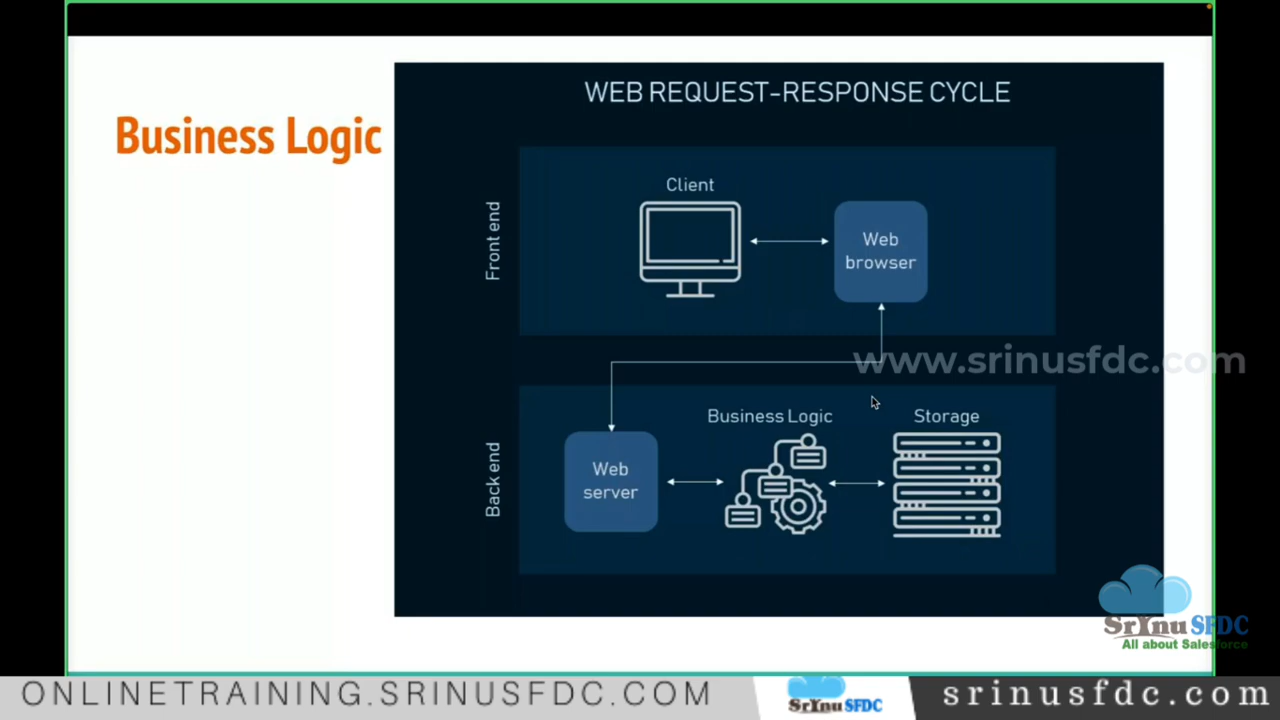 Business Logic
WEB REQUEST-RESPONSE CYCLE
Front end
Client
Web
browser
www.srinusfdc.com
Back end
Web
server
Business Logic
Storage
SrYnu SFDC
All about Salesforce
ONLINETRAINING.SRINUSFDC.COM
SrYnu SFDC
srinusfdc.com